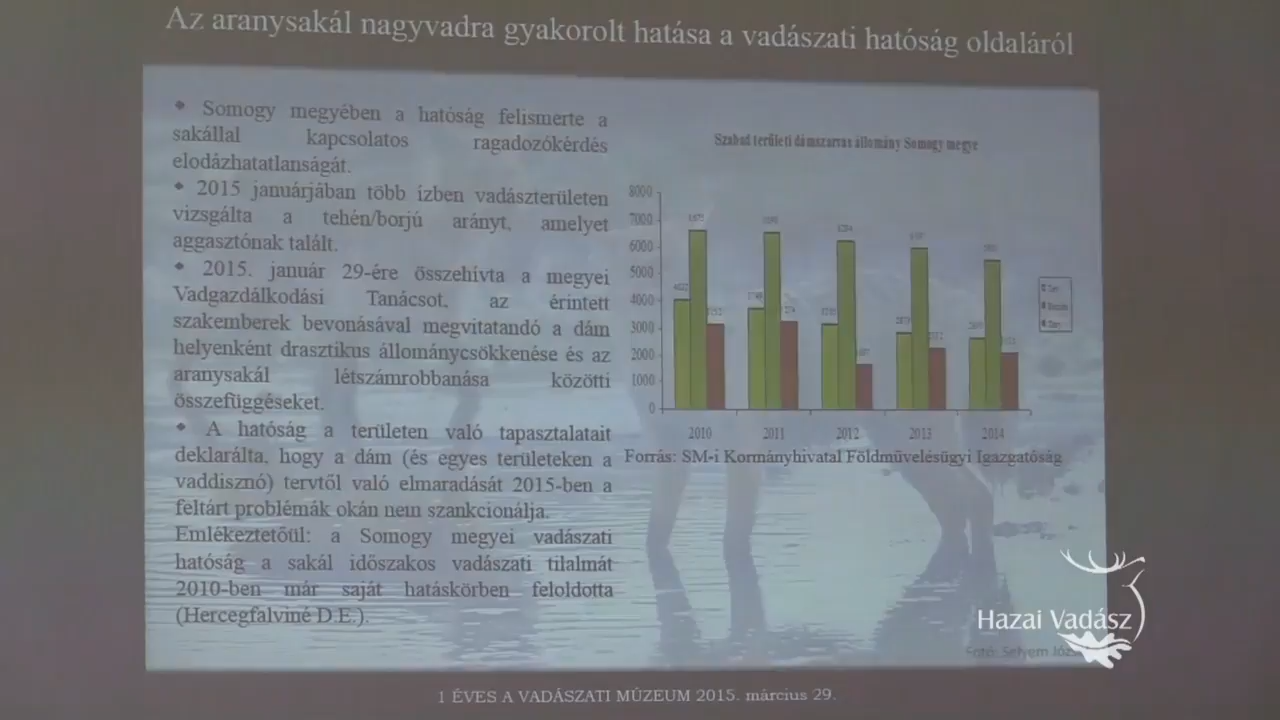 Az aranysakál nagyvadra gyakorolt hatása a vadászati hatóság oldaláról
• Somogy megyében a hatóság felismerte a
sakállal kapcsolatos ragadozókérdés
elodázhatatlanságát.
• 2015 januárjában több ízben vadászterületen
vizsgálta a tehén/borjú arányt, amelyet
aggasztónak talált.
• 2015. január 29-ére összehívta a megyei
Vadgazdálkodási Tanácsot, az érintett
szakemberek bevonásával megvitatandó a dám
helyenként drasztikus állománycsökkenése és az
aranysakál létszámrobbanása közötti
összefüggéseket.
• A hatóság a területen való tapasztalatait
deklarálta, hogy a dám (és egyes területeken a
vaddisznó) tervtől való elmaradását 2015-ben a
feltárt problémák okán nem szankcionálja.
Emlékeztetőül: a Somogy megyei vadászati
hatóság a sakál időszakos vadászati tilalmát
2010-ben már saját hatáskörben feloldotta
(Hercegfalviné D.E.).
Szabad területi dámszarvas állomány Somogy megye
8000
7000
6000
5000
4000
3000
2000
1000
0
2010 2011 2012 2013 2014
Forrás: SM-i Kormányhivatal Földművelésügyi Igazgatóság
Hazai Vadász
Fotó: Selyem
1 ÉVES A VADÁSZATI MÚZEUM 2015. március 29.